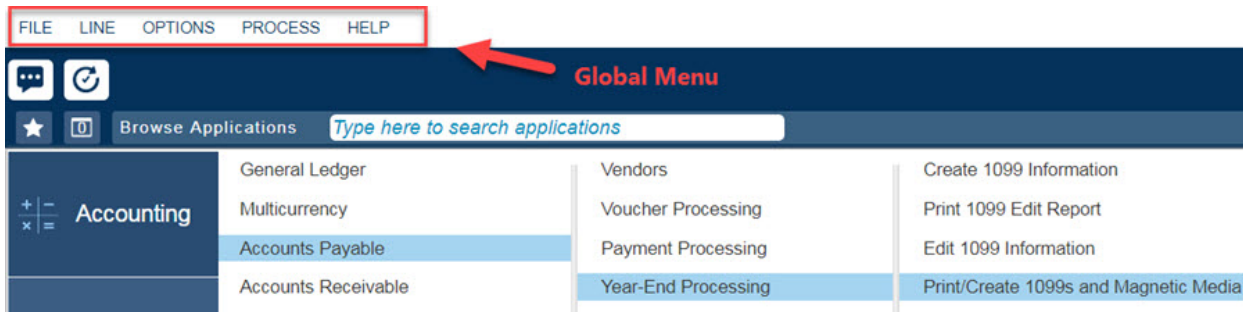 FILE LINE OPTIONS PROCESS HELP
Global Menu
0 Browse Applications Type here to search applications
General Ledger Vendors Create 1099 Information
Accounting Multicurrency Voucher Processing Print 1099 Edit Report
Accounts Payable Payment Processing Edit 1099 Information
Accounts Receivable Year-End Processing Print/Create 1099s and Magnetic Media